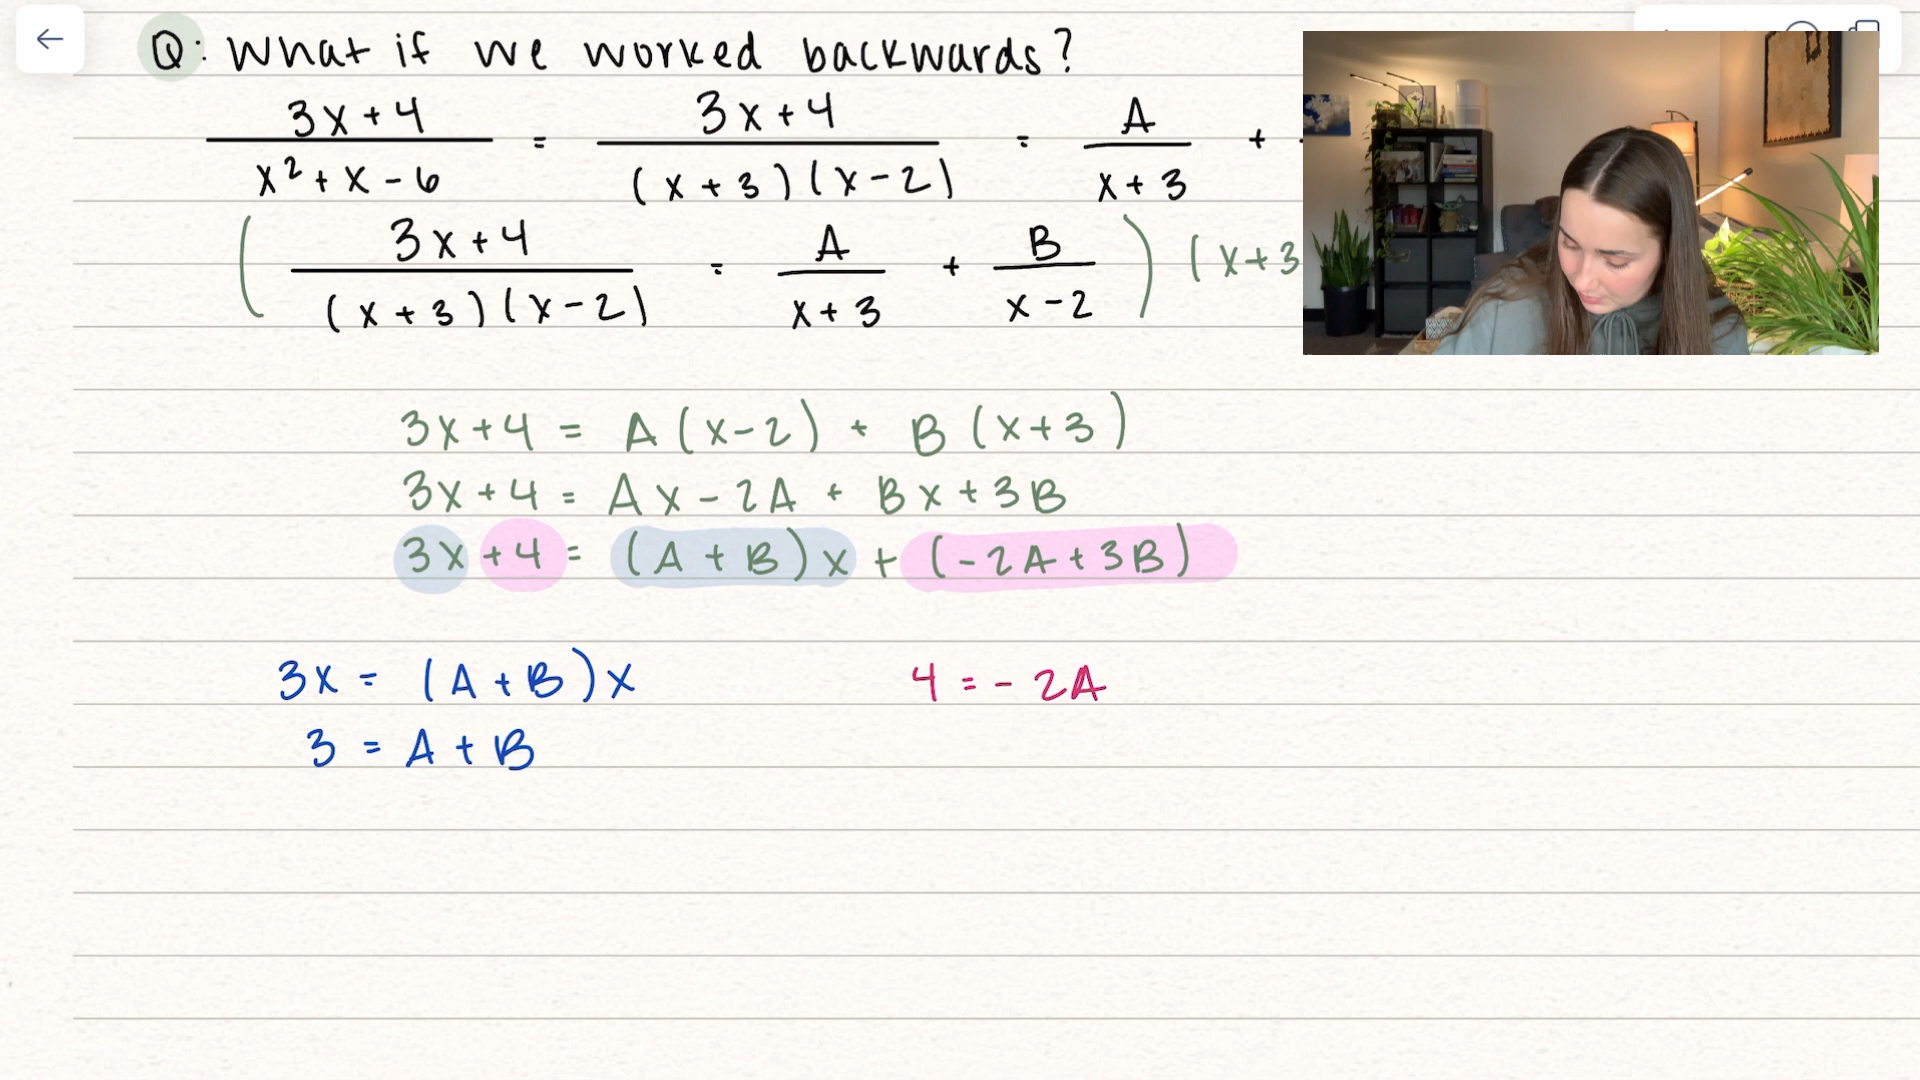 Q: What if we worked backwards?
3x+4 / x²+x-6 = 3x+4 / (x+3)(x-2) = A / x+3 +
( 3x+4 / (x+3)(x-2) = A / x+3 + B / x-2 ) (x+3
3x+4 = A(x-2) + B(x+3)
3x+4 = Ax-2A + Bx+3B
3x+4 = (A+B)x + (-2A+3B)
3x = (A+B)x
3 = A+B
4 = -2A